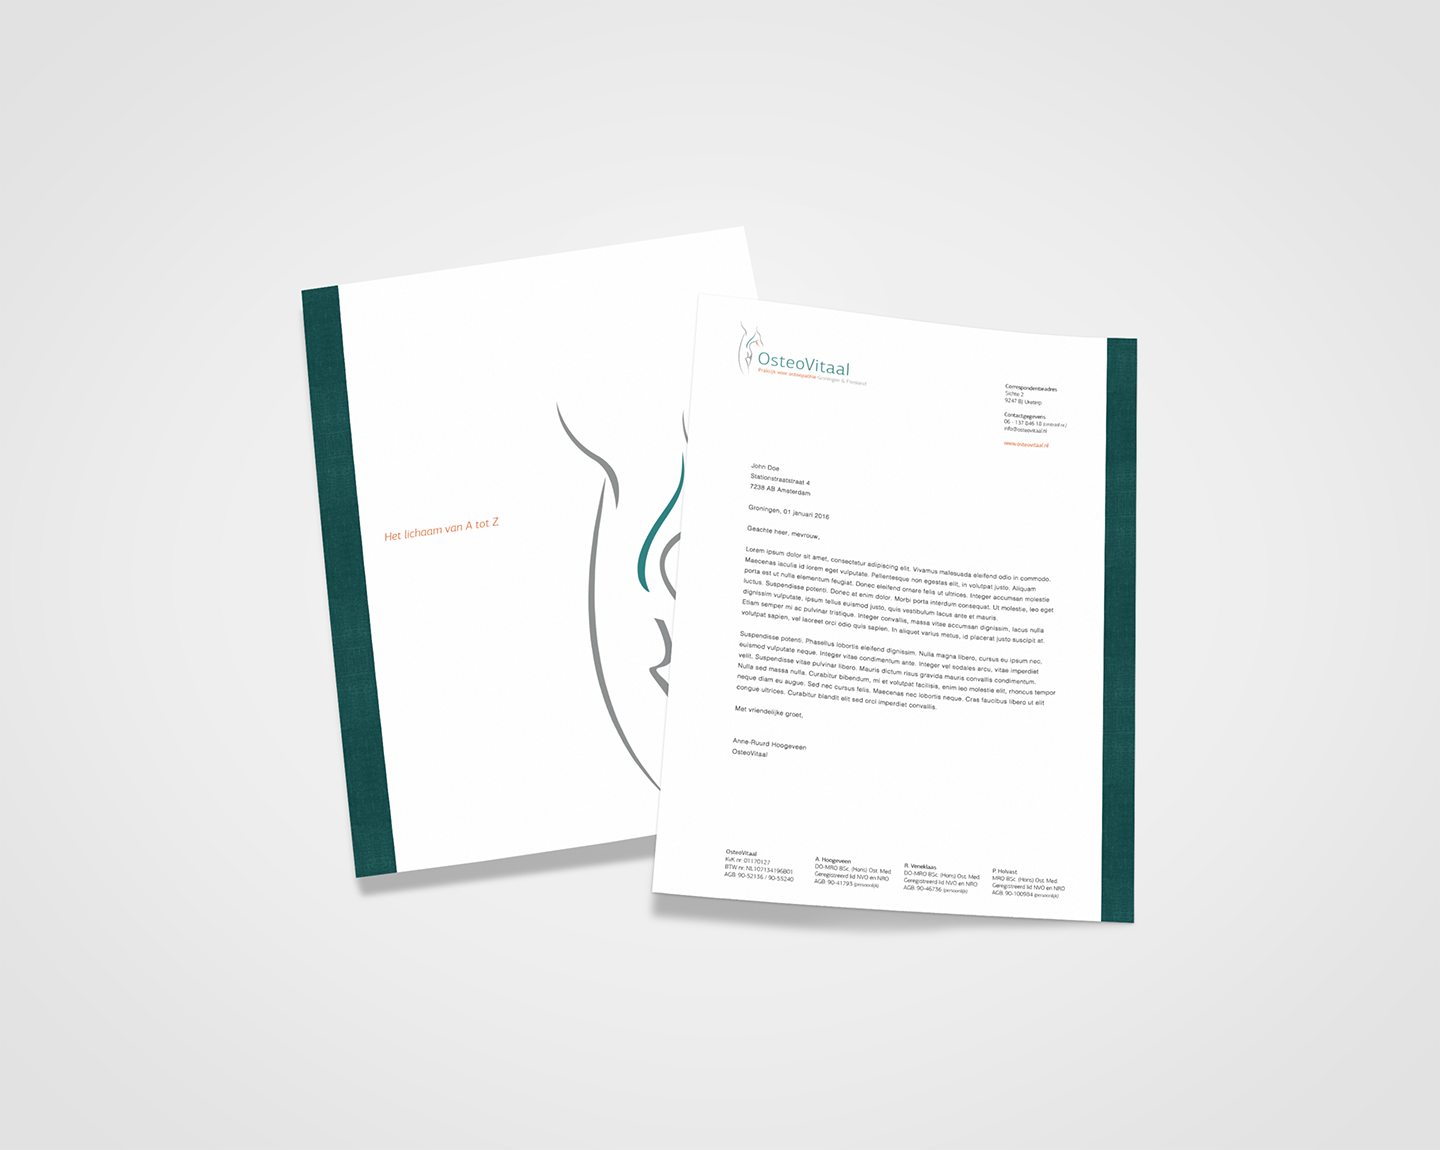 Het lichaam van A tot Z
OsteoVitaal
Praktijk voor osteopathie Groningen & Friesland
Correspondentieadres
Sichte 2
9247 BJ Ureterp
Contactgegevens
06 - 137 846 18 (centraal nr.)
info@osteovitaal.nl
www.osteovitaal.nl
John Doe
Stationstraatstraat 4
7238 AB Amsterdam
Groningen, 01 januari 2016
Geachte heer, mevrouw,
Lorem ipsum dolor sit amet, consectetur adipiscing elit. Vivamus malesuada eleifend odio in commodo.
Maecenas iaculis id lorem eget vulputate. Pellentesque non egestas elit, in volutpat justo. Aliquam
porta est ut nulla elementum feugiat. Donec eleifend ornare felis ut ultrices. Integer accumsan molestie
luctus. Suspendisse potenti. Donec at enim dolor. Morbi porta interdum consequat. Ut molestie, leo eget
dignissim vulputate, ipsum tellus euismod justo, quis vestibulum lacus ante et mauris.
Etiam semper mi ac pulvinar tristique. Integer convallis, massa vitae accumsan dignissim, lacus nulla
volutpat sapien, vel laoreet orci odio quis sapien. In aliquet varius metus, id placerat justo suscipit at.
Suspendisse potenti. Phasellus lobortis eleifend dignissim. Nulla magna libero, cursus eu ipsum nec,
euismod vulputate neque. Integer vitae condimentum ante. Integer vel sodales arcu, vitae imperdiet
velit. Suspendisse vitae pulvinar libero. Mauris dictum risus gravida mauris convallis condimentum.
Nulla sed massa nulla. Curabitur bibendum, mi et volutpat facilisis, enim leo molestie elit, rhoncus tempor
neque diam eu augue. Sed nec cursus felis. Maecenas nec lobortis neque. Cras faucibus libero ut elit
congue ultrices. Curabitur blandit elit sed orci imperdiet convallis.
Met vriendelijke groet,
Anne-Ruurd Hoogeveen
OsteoVitaal
OsteoVitaal
KvK nr: 01170127
BTW nr: NL107134196B01
AGB: 90-52136 / 90-55240
A. Hoogeveen
DO-MRO BSc. (Hons) Ost. Med
Geregistreerd lid NVO en NRO
AGB: 90-41793 (persoonlijk)
R. Veneklaas
DO-MRO BSc. (Hons) Ost. Med
Geregistreerd lid NVO en NRO
AGB: 90-46736 (persoonlijk)
P. Holvast
MRO BSc. (Hons) Ost. Med
Geregistreerd lid NVO en NRO
AGB: 90-100984 (persoonlijk)